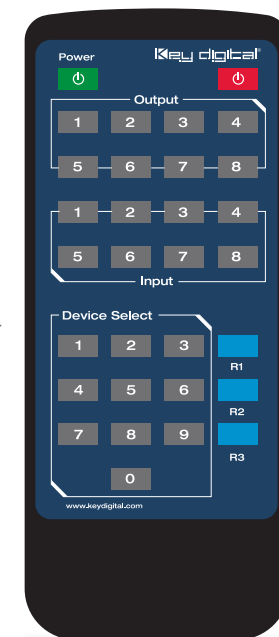 Power Key digital®
Output
1 2 3 4
5 6 7 8
1 2 3 4
5 6 7 8
Input
Device Select
1 2 3
R1
4 5 6
R2
7 8 9
R3
0
www.keydigital.com